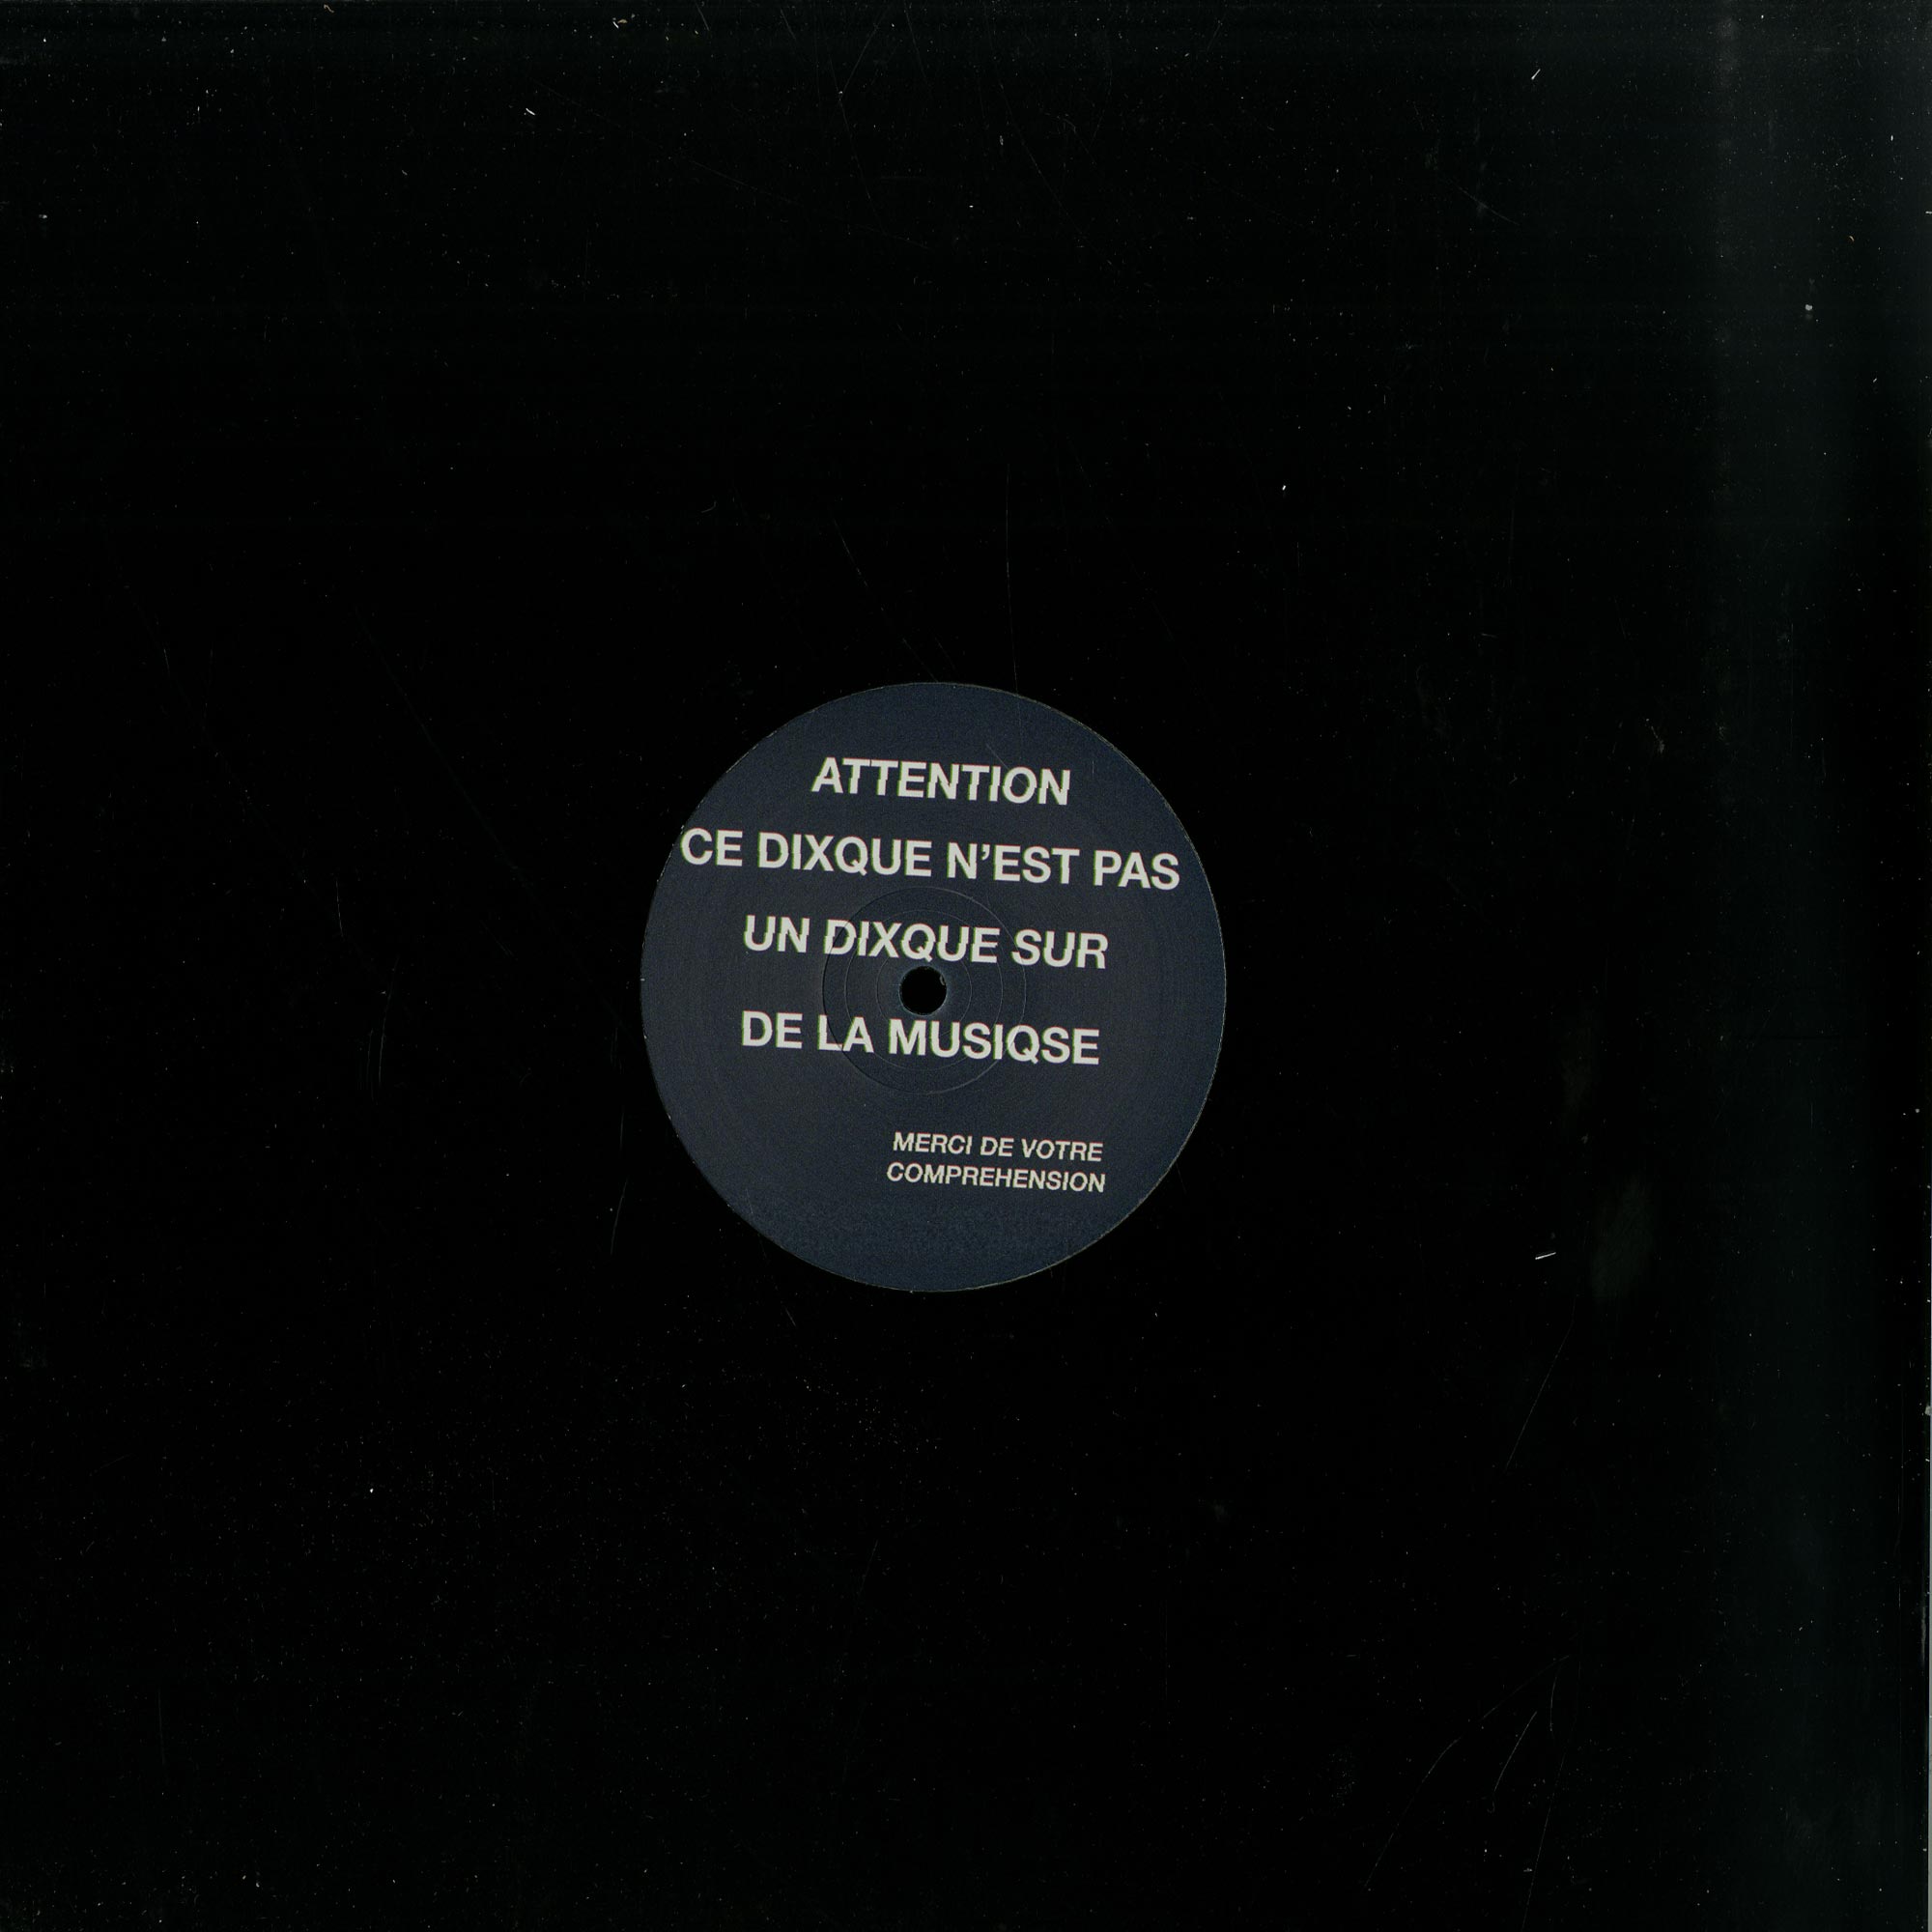 ATTENTION
CE DIXQUE N'EST PAS
UN DIXQUE SUR
DE LA MUSIQSE
MERCI DE VOTRE
COMPREHENSION